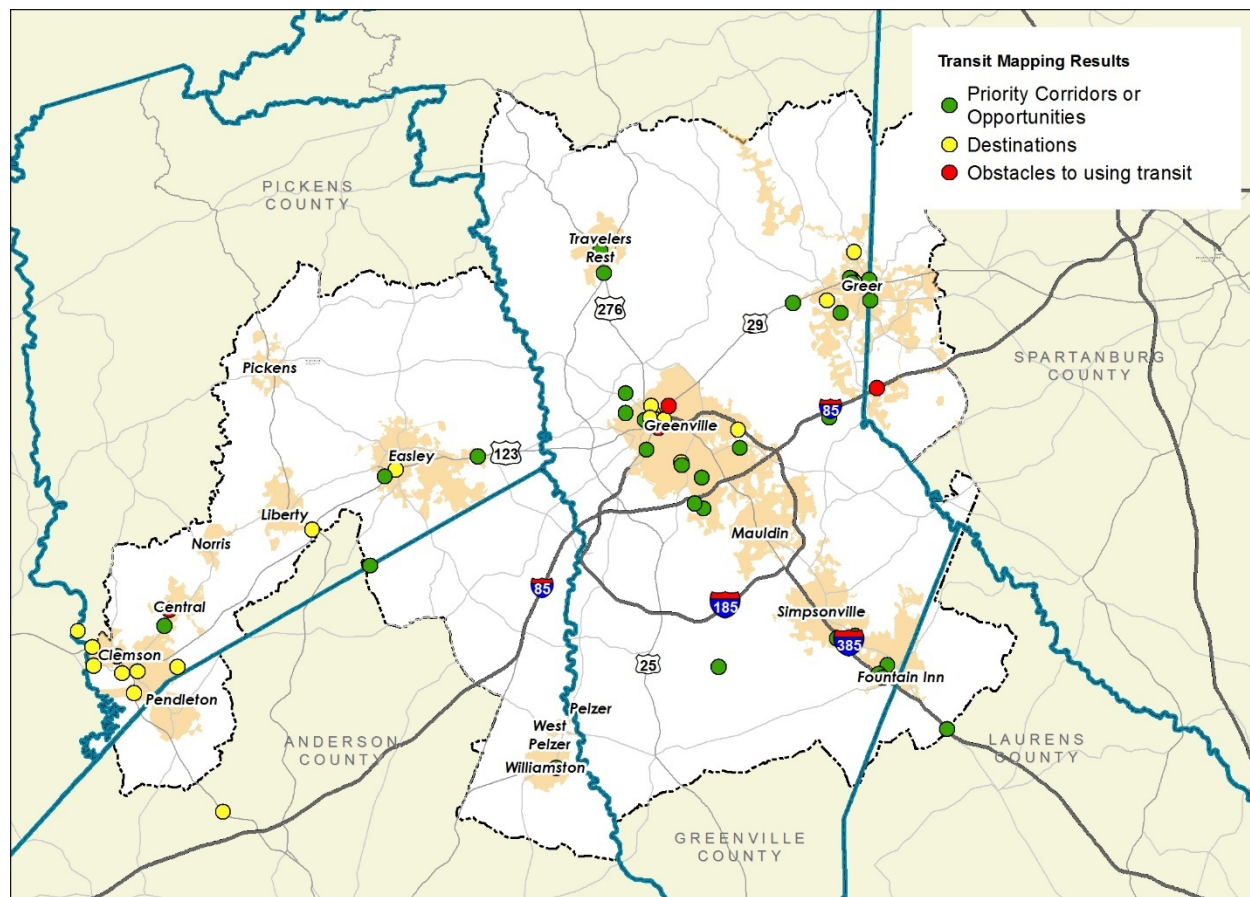 Transit Mapping Results
Priority Corridors or
Opportunities
Destinations
Obstacles to using transit
PICKENS
COUNTY
Travelers
Rest
Greer
276
29
SPARTANBURG
COUNTY
Pickens
85
Greenville
Easley
123
Liberty
Norris
Mauldin
85
185
Central
Simpsonville
385
Clemson
25
Fountain Inn
Pendleton
Pelzer
West
Pelzer
ANDERSON
COUNTY
LAURENS
COUNTY
Williamston
GREENVILLE
COUNTY